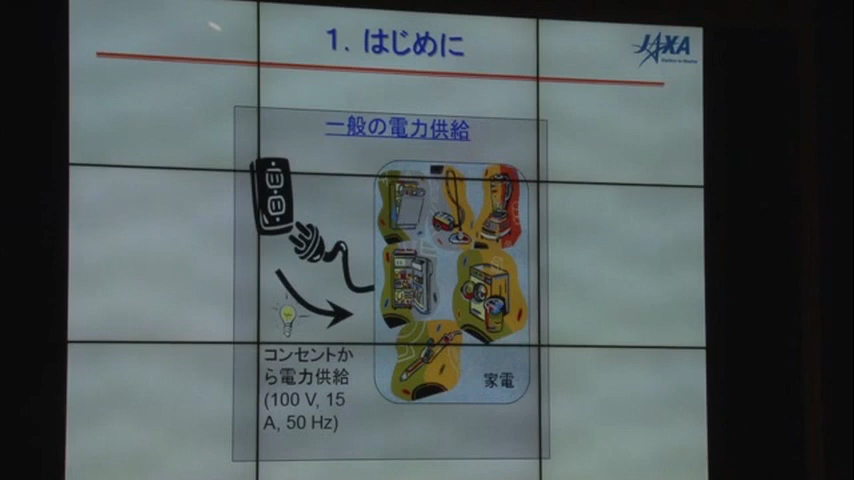 1. はじめに
JAXA
一般の電力供給
コンセントか
ら電力供給
(100 V, 15
A, 50 Hz)
家電